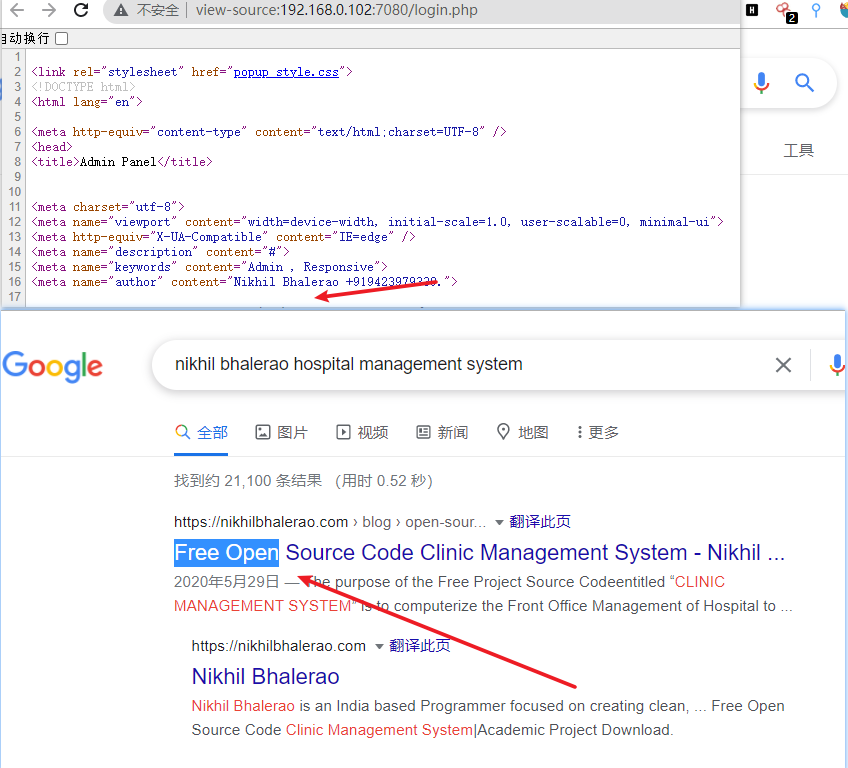 不安全 view-source:192.168.0.102:7080/login.php
H
2
自动换行
1
2 <link rel="stylesheet" href="popup_style.css">
3 <!DOCTYPE html>
4 <html lang="en">
5
6 <meta http-equiv="content-type" content="text/html;charset=UTF-8" />
7 <head>
8 <title>Admin Panel</title>
9
10
11 <meta charset="utf-8">
12 <meta name="viewport" content="width=device-width, initial-scale=1.0, user-scalable=0, minimal-ui">
13 <meta http-equiv="X-UA-Compatible" content="IE=edge" />
14 <meta name="description" content="#">
15 <meta name="keywords" content="Admin , Responsive">
16 <meta name="author" content="Nikhil Bhalerao +919423979339.">
17
工具
Google
nikhil bhalerao hospital management system
全部 图片 视频 新闻 地图 更多
找到约 21,100 条结果 （用时 0.52 秒）
https://nikhilbhalerao.com › blog › open-sour... 翻译此页
Free Open Source Code Clinic Management System - Nikhil ...
2020年5月29日 — The purpose of the Free Project Source Codeentitled “CLINIC
MANAGEMENT SYSTEM” is to computerize the Front Office Management of Hospital to ...
https://nikhilbhalerao.com 翻译此页
Nikhil Bhalerao
Nikhil Bhalerao is an India based Programmer focused on creating clean, ... Free Open
Source Code Clinic Management System|Academic Project Download.